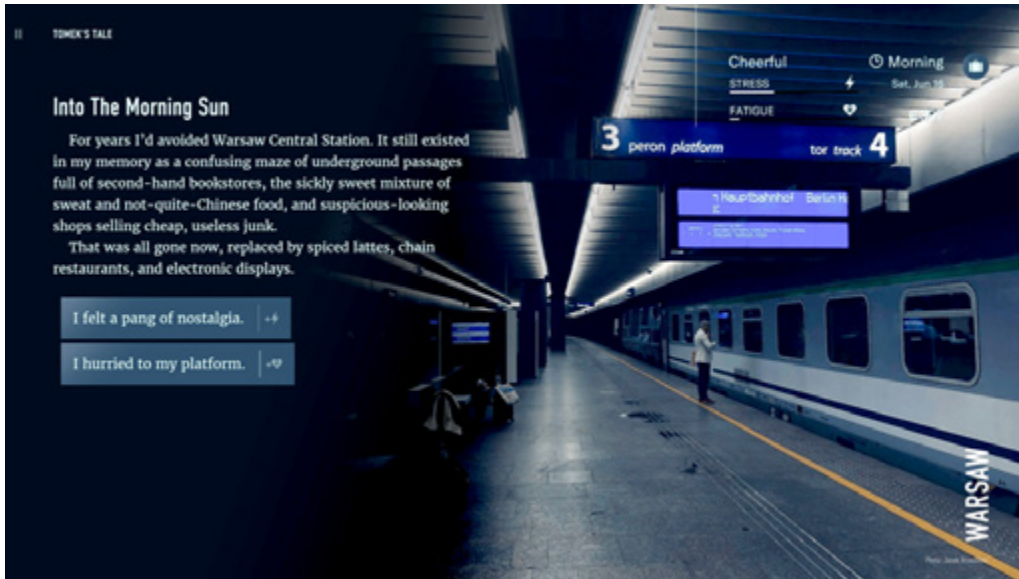 TOMEK'S TALE
Into The Morning Sun
For years I'd avoided Warsaw Central Station. It still existed
in my memory as a confusing maze of underground passages
full of second-hand bookstores, the sickly sweet mixture of
sweat and not-quite-Chinese food, and suspicious-looking
shops selling cheap, useless junk.
That was all gone now, replaced by spiced lattes, chain
restaurants, and electronic displays.
I felt a pang of nostalgia.
I hurried to my platform.
Cheerful
STRESS
FATIGUE
Morning
Sat, Jun
3 peron platform
tor track 4
Hauptbahnhof Berlin
WARSAW